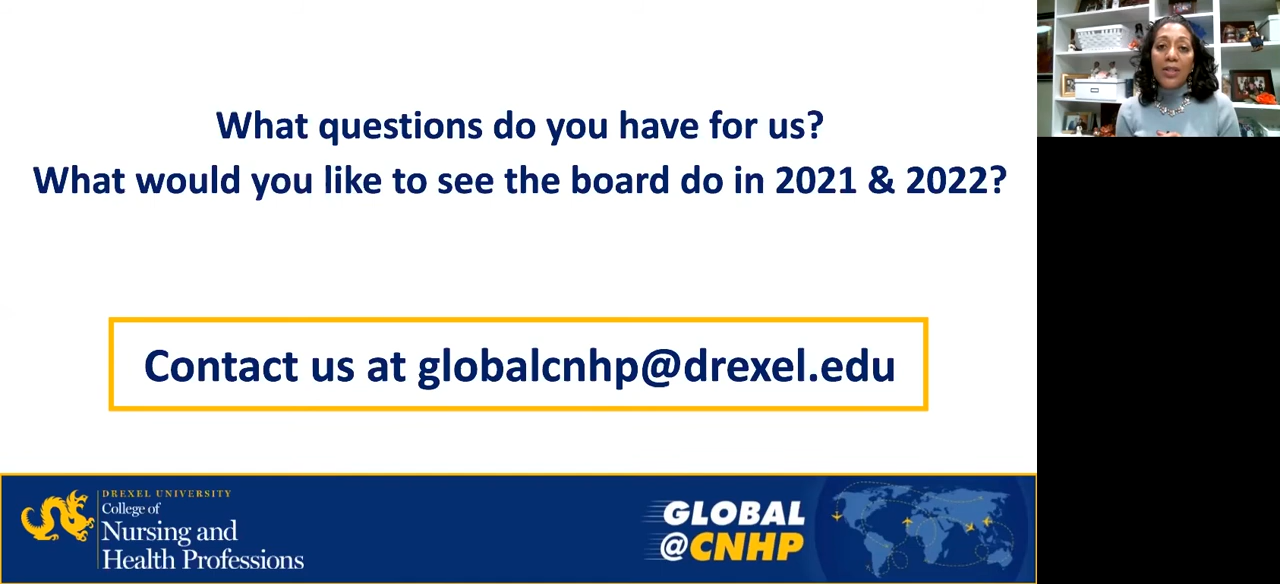 What questions do you have for us?
What would you like to see the board do in 2021 & 2022?
Contact us at globalcnhp@drexel.edu
DREXEL UNIVERSITY
College of
Nursing and
Health Professions
GLOBAL
@CNHP